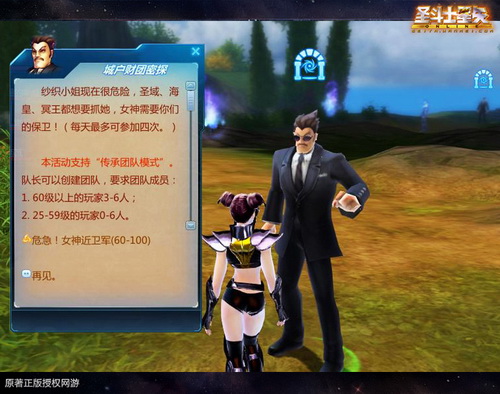 圣斗士星矢
ONLINE
城户财团密探
纱织小姐现在很危险，圣域、海
皇、冥王都想要抓她，女神需要你们
的保卫！（每天最多可参加四次。）
本活动支持“传承团队模式”。
队长可以创建团队，要求团队成员：
1. 60级以上的玩家3-6人；
2. 25-59级的玩家0-6人。
危急！女神近卫军(60-100)
再见。
原著正版授权网游